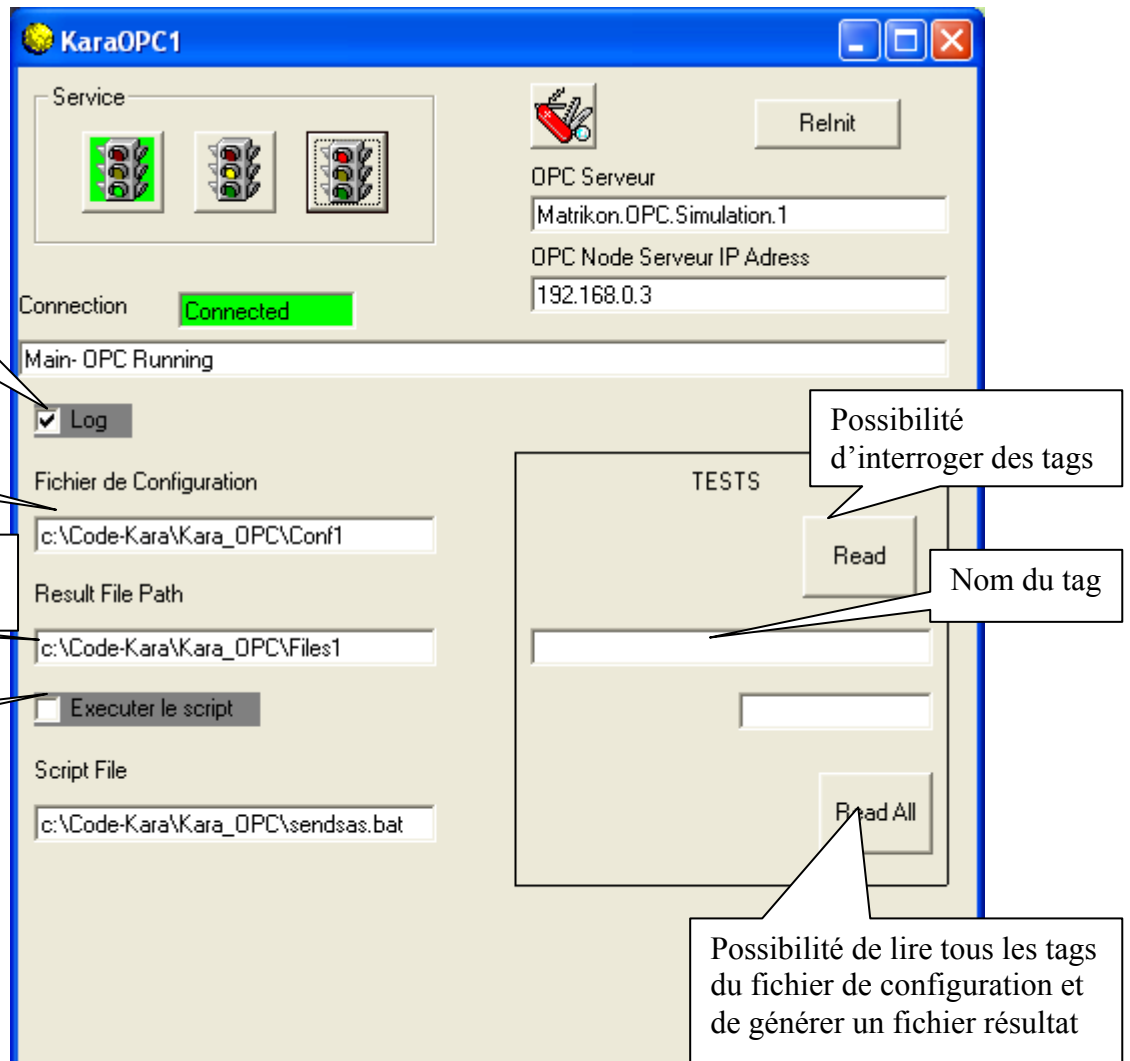 KaraOPC1
Service
ReInit
OPC Serveur
Matrikon.OPC.Simulation.1
OPC Node Serveur IP Adress
192.168.0.3
Connection
Connected
Main- OPC Running
Log
Fichier de Configuration
c:\Code-Kara\Kara_OPC\Conf1
Result File Path
c:\Code-Kara\Kara_OPC\Files1
Executer le script
Script File
c:\Code-Kara\Kara_OPC\sendsas.bat
TESTS
Possibilité
d’interroger des tags
Read
Nom du tag
Read All
Possibilité de lire tous les tags
du fichier de configuration et
de générer un fichier résultat